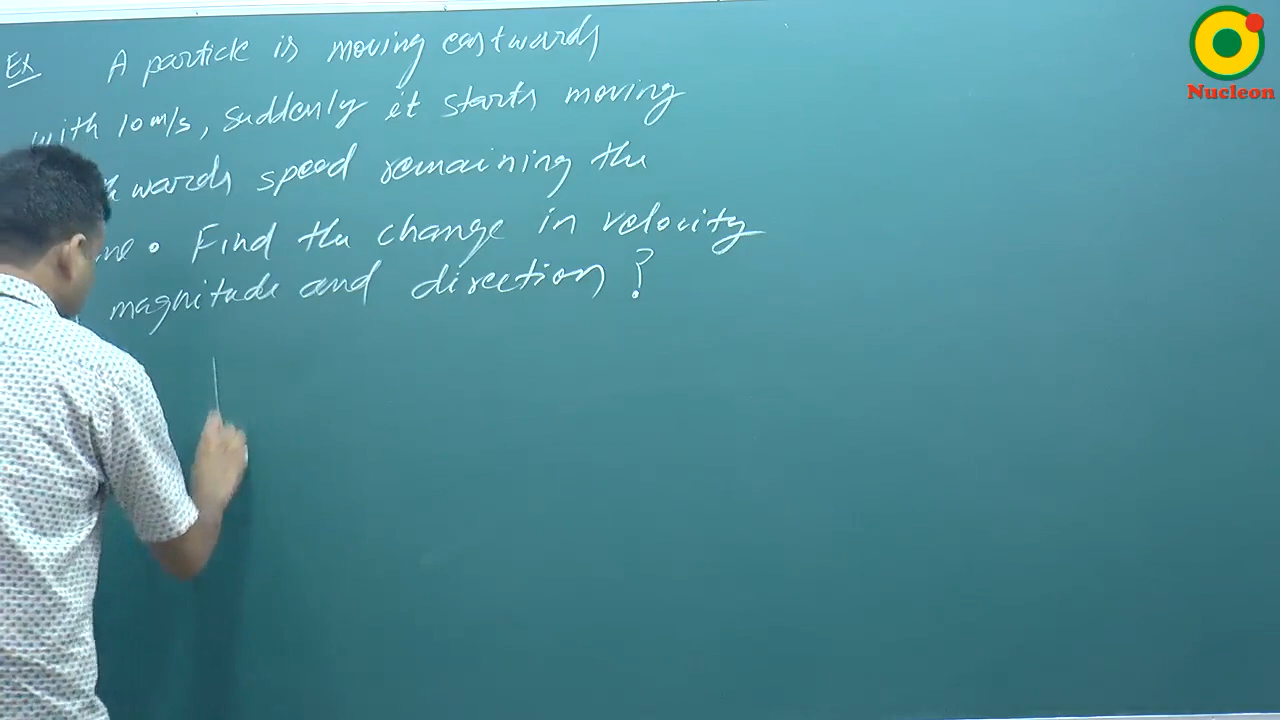 Ex A particle is moving eastwards
with 10 m/s, suddenly it starts moving
wards speed remaining the
. Find the change in velocity
magnitude and direction ?
Nucleon